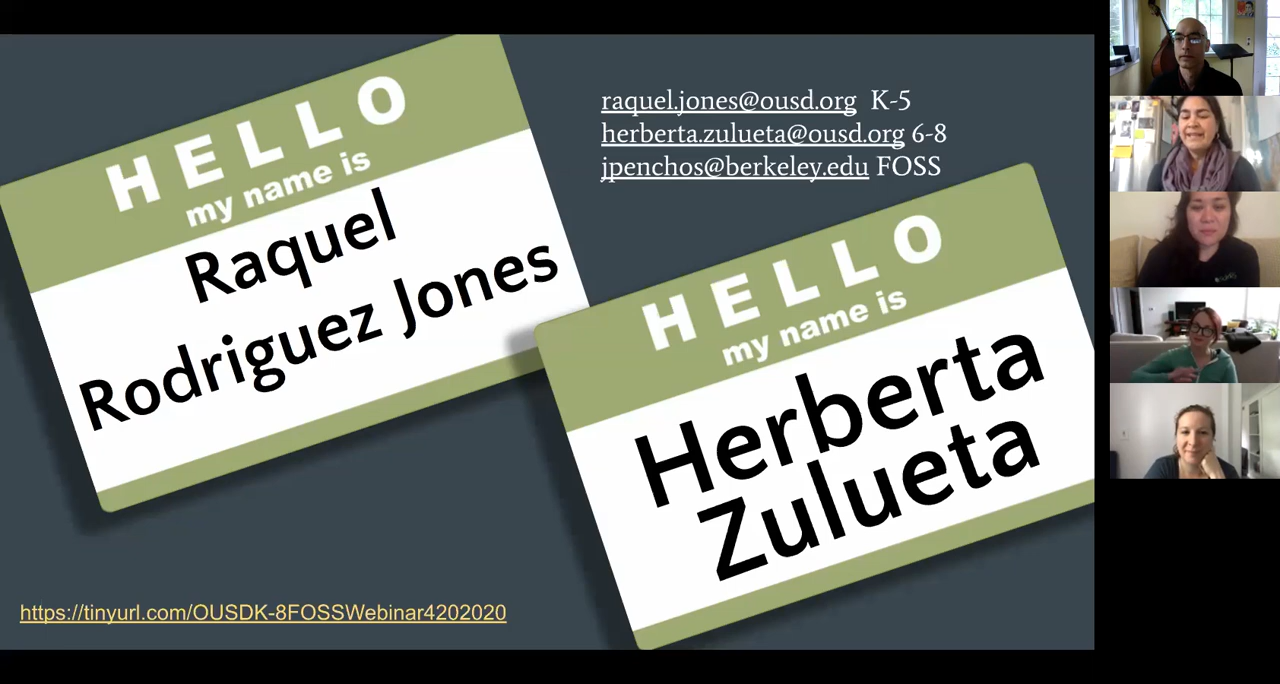 HELLO
my name is
Raquel
Rodriguez Jones
raquel.jones@ousd.org K-5
herberta.zulueta@ousd.org 6-8
jpenchos@berkeley.edu FOSS
HELLO
my name is
Herberta
Zulueta
https://tinyurl.com/OUSDK-8FOSSWebinar4202020